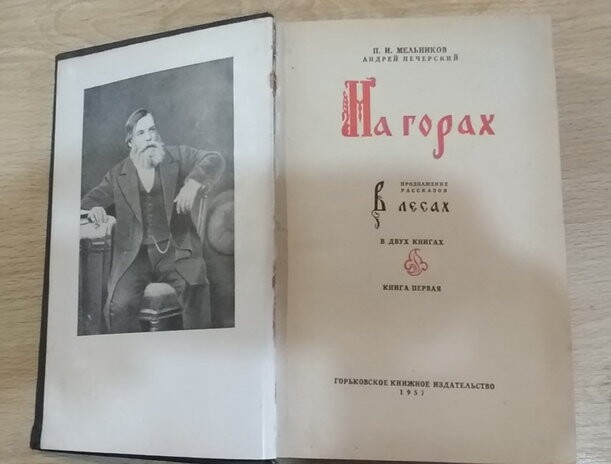 П. И. МЕЛЬНИКОВ
АНДРЕЙ ПЕЧЕРСКИЙ
На горах
ПРОДОЛЖЕНИЕ
РАССКАЗОВ
В лесах
В ДВУХ КНИГАХ
КНИГА ПЕРВАЯ
ГОРЬКОВСКОЕ КНИЖНОЕ ИЗДАТЕЛЬСТВО
1957